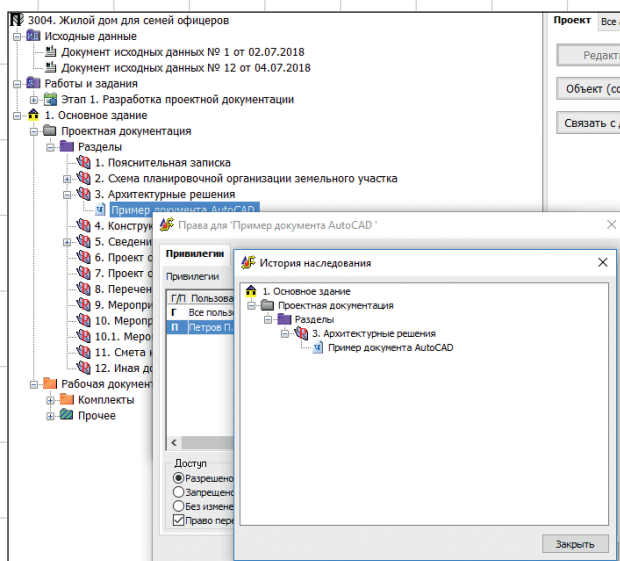 3004. Жилой дом для семей офицеров
Исходные данные
Документ исходных данных № 1 от 02.07.2018
Документ исходных данных № 12 от 04.07.2018
Работы и задания
Этап 1. Разработка проектной документации
1. Основное здание
Проектная документация
Разделы
1. Пояснительная записка
2. Схема планировочной организации земельного участка
3. Архитектурные решения
Пример документа AutoCAD
4. Конструк
5. Сведени
6. Проект о
7. Проект о
8. Перечен
9. Меропри
10. Меропр
10.1. Меро
11. Смета н
12. Иная до
Рабочая документ
Комплекты
Прочее
Проект Все
Редакти
Объект (со
Связать с
Права для 'Пример документа AutoCAD '
Привилегии
Привилегии
Г/П Пользова
Г Все польз
П Петров П.
Доступ
Разрешено
Запрещено
Без измене
Право пере
История наследования
1. Основное здание
Проектная документация
Разделы
3. Архитектурные решения
Пример документа AutoCAD
Закрыть